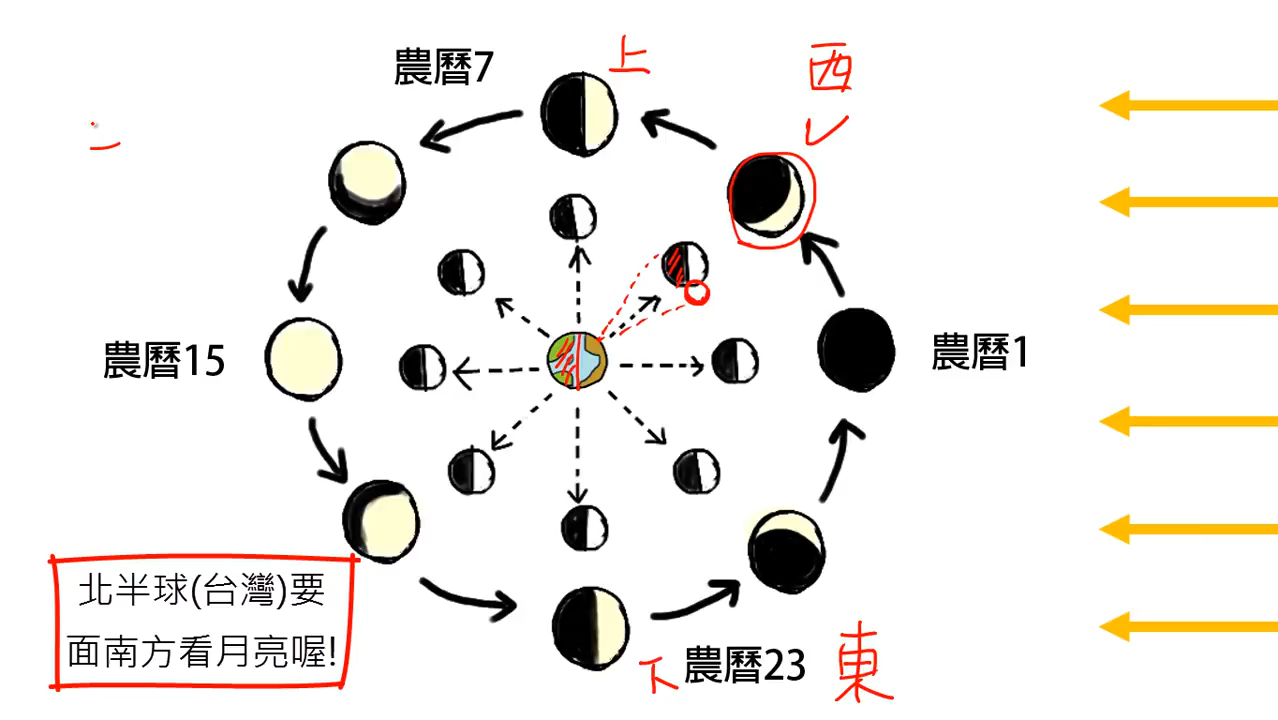 農曆7
上
西
農曆15
農曆1
北半球(台灣)要
面南方看月亮喔!
下
農曆23
東